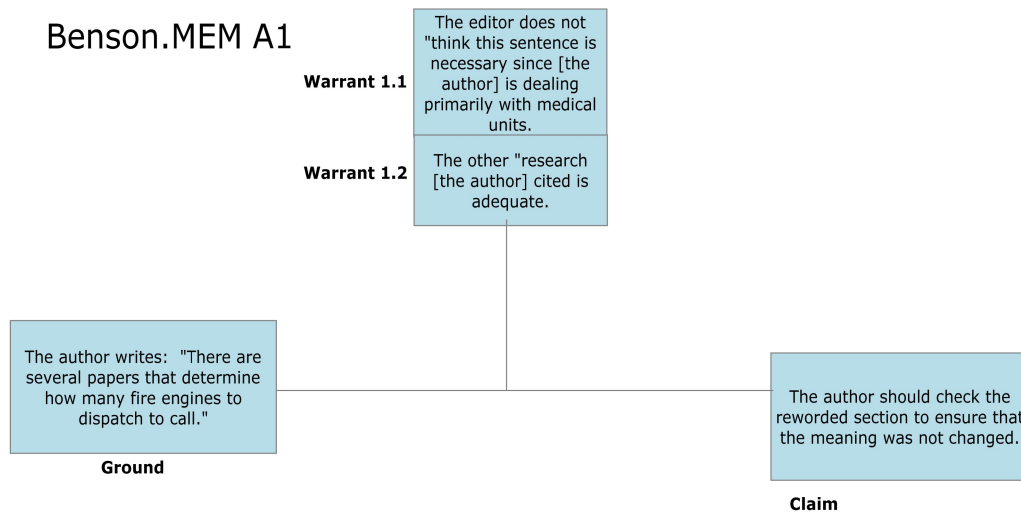 Benson.MEM A1
The editor does not
"think this sentence is
necessary since [the
author] is dealing
primarily with medical
units.
Warrant 1.1
The other "research
[the author] cited is
adequate.
Warrant 1.2
The author writes:  "There are
several papers that determine
how many fire engines to
dispatch to call."
Ground
The author should check the
reworded section to ensure that
the meaning was not changed.
Claim